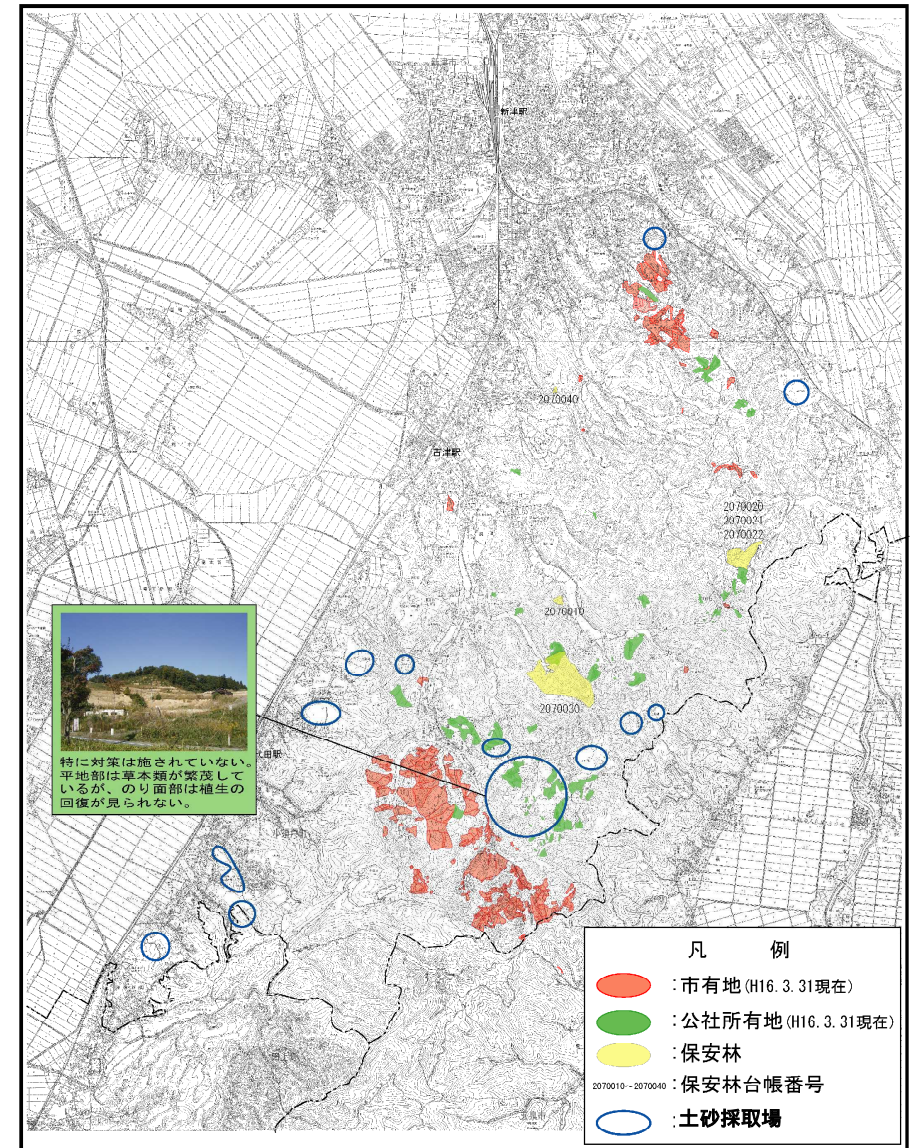 新津駅
2070040
古津駅
2070020
2070021
2070022
2070010
2070030
特に対策は施されていない。
平地部は草本類が繁茂して
いるが、のり面部は植生の
回復が見られない。
田駅
凡 例
:市有地(H16.3.31現在)
:公社所有地(H16.3.31現在)
:保安林
2070010~2070040 :保安林台帳番号
:土砂採取場